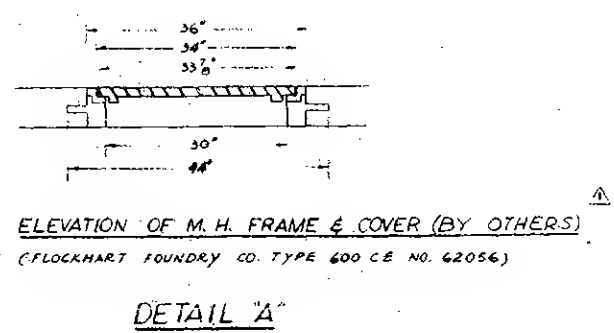 36"
34"
33 7/8"
30"
44"
ELEVATION OF M. H. FRAME & COVER (BY OTHERS)
(FLOCKHART FOUNDRY CO. TYPE 600 CE NO. 62056)
DETAIL "A"